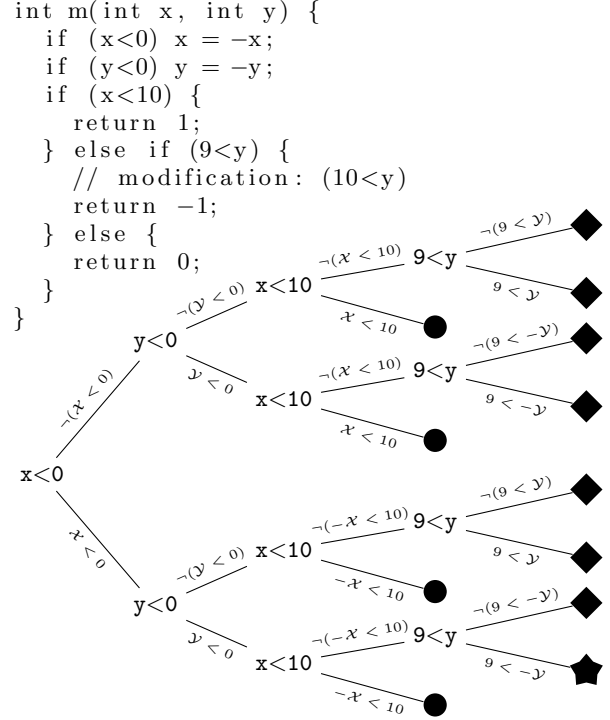 int m(int x, int y) {
if (x<0) x = −x;
if (y<0) y = −y;
if (x<10) {
return 1;
} else if (9<y) {
// modification: (10<y)
return −1;
} else {
return 0;
}
}
¬(𝒴 < 0)
¬(𝒳 < 10)
9<y
¬(9 < 𝒴)
x<10
9 < 𝒴
y<0
𝒳 < 10
𝒴 < 0
x<10
¬(𝒳 < 10)
9<y
¬(9 < −𝒴)
9 < −𝒴
𝒳 < 10
¬(𝒳 < 0)
x<0
𝒳 < 0
y<0
¬(𝒴 < 0)
x<10
¬(−𝒳 < 10)
9<y
¬(9 < 𝒴)
9 < 𝒴
−𝒳 < 10
𝒴 < 0
x<10
¬(−𝒳 < 10)
9<y
¬(9 < −𝒴)
9 < −𝒴
−𝒳 < 10